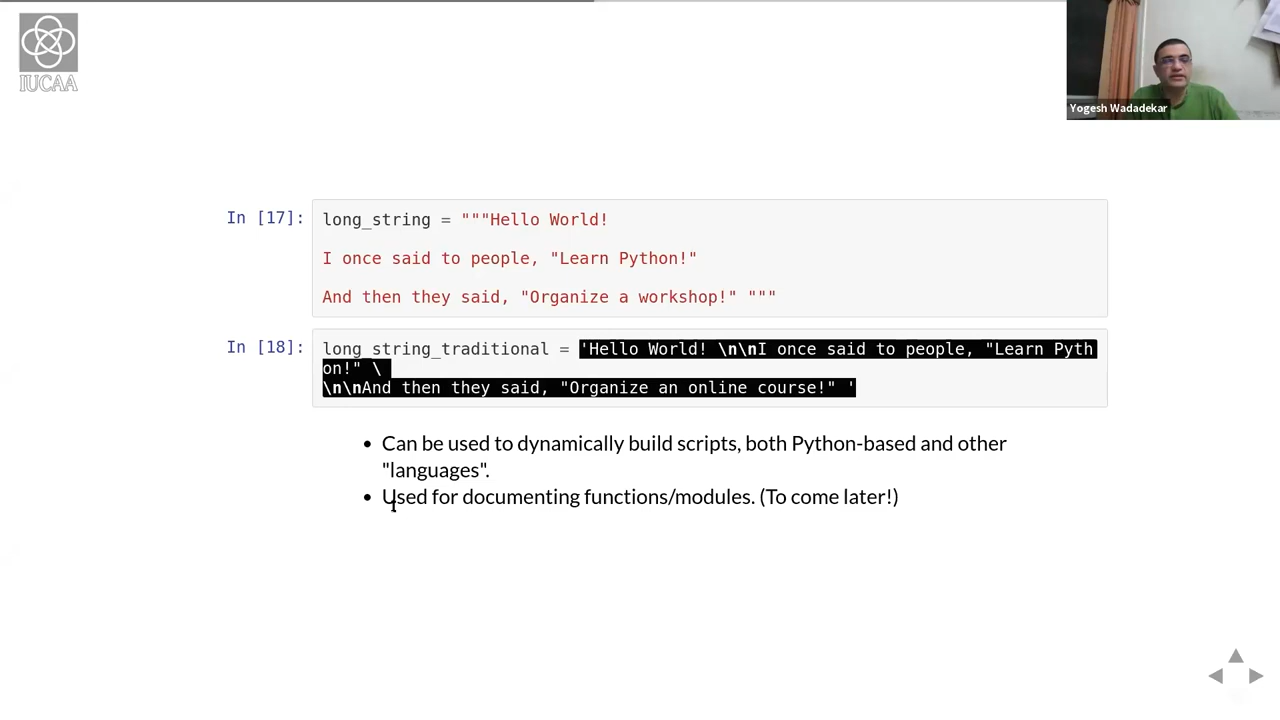 IUCAA
Yogesh Wadadekar
In [17]:
long_string = """Hello World!
I once said to people, "Learn Python!"
And then they said, "Organize a workshop!" """
In [18]:
long_string_traditional = 'Hello World! \n\nI once said to people, "Learn Pyth
on!" \
\n\nAnd then they said, "Organize an online course!" '
• Can be used to dynamically build scripts, both Python-based and other
"languages".
• Used for documenting functions/modules. (To come later!)